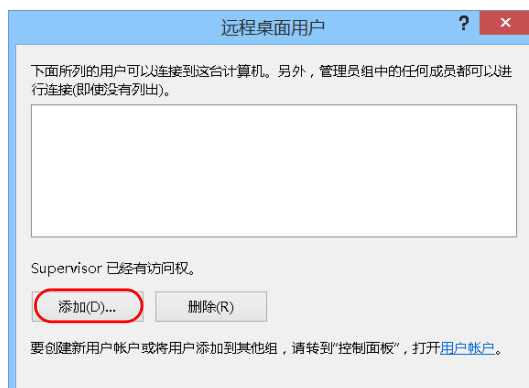 远程桌面用户
?
×
下面所列的用户可以连接到这台计算机。另外，管理员组中的任何成员都可以进
行连接(即使没有列出)。
Supervisor 已经有访问权。
添加(D)... 删除(R)
要创建新用户帐户或将用户添加到其他组，请转到"控制面板"，打开用户帐户。